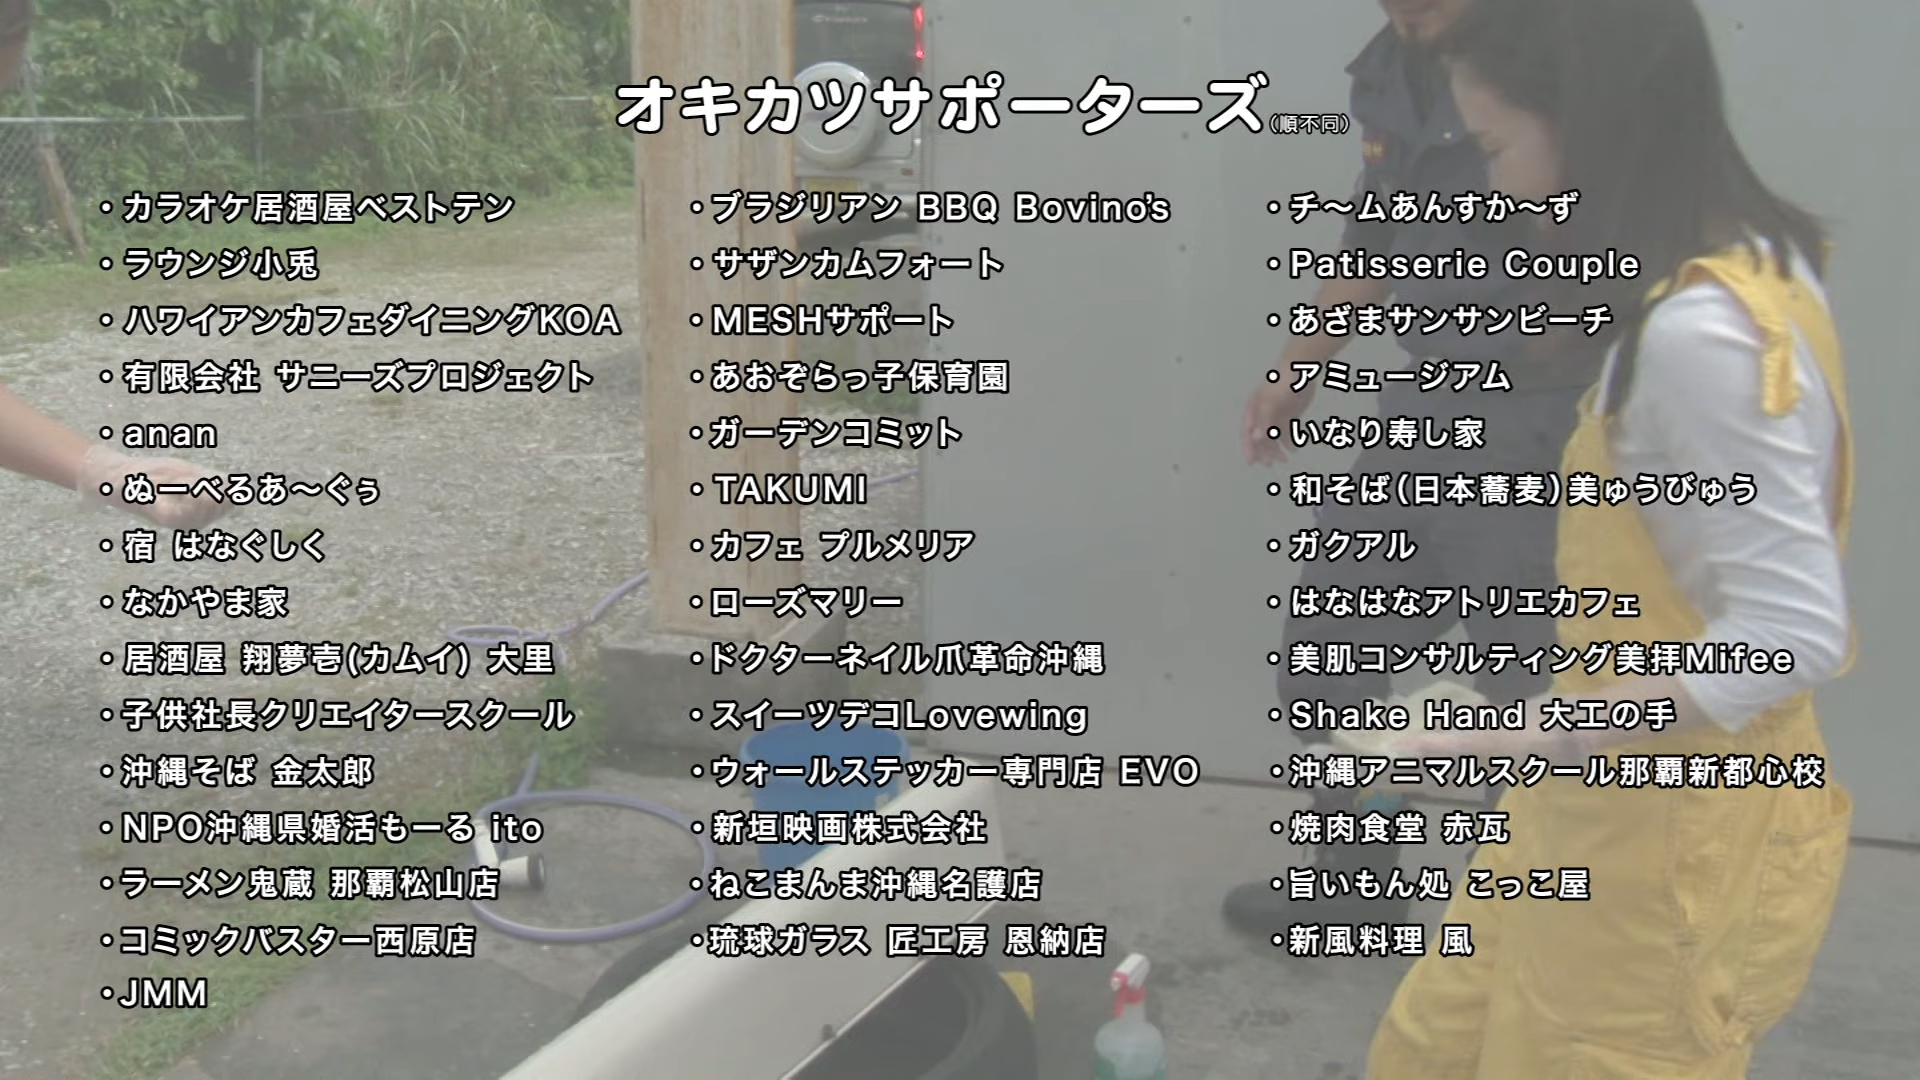 オキカツサポーターズ(順不同)
・カラオケ居酒屋ベストテン
・ラウンジ小兎
・ハワイアンカフェダイニングKOA
・有限会社 サニーズプロジェクト
・anan
・ぬーべるあ～ぐぅ
・宿 はなぐしく
・なかやま家
・居酒屋 翔夢壱(カムイ) 大里
・子供社長クリエイタースクール
・沖縄そば 金太郎
・NPO沖縄県婚活もーる ito
・ラーメン鬼蔵 那覇松山店
・コミックバスター西原店
・JMM
・ブラジリアン BBQ Bovino's
・サザンカムフォート
・MESHサポート
・あおぞらっ子保育園
・ガーデンコミット
・TAKUMI
・カフェ プルメリア
・ローズマリー
・ドクターネイル爪革命沖縄
・スイーツデコLovewing
・ウォールステッカー専門店 EVO
・新垣映画株式会社
・ねこまんま沖縄名護店
・琉球ガラス 匠工房 恩納店
・チ～ムあんすか～ず
・Patisserie Couple
・あざまサンサンビーチ
・アミュージアム
・いなり寿し家
・和そば(日本蕎麦)美ゅうびゅう
・ガクアル
・はなはなアトリエカフェ
・美肌コンサルティング美拝Mifee
・Shake Hand 大工の手
・沖縄アニマルスクール那覇新都心校
・焼肉食堂 赤瓦
・旨いもん処 こっこ屋
・新風料理 風